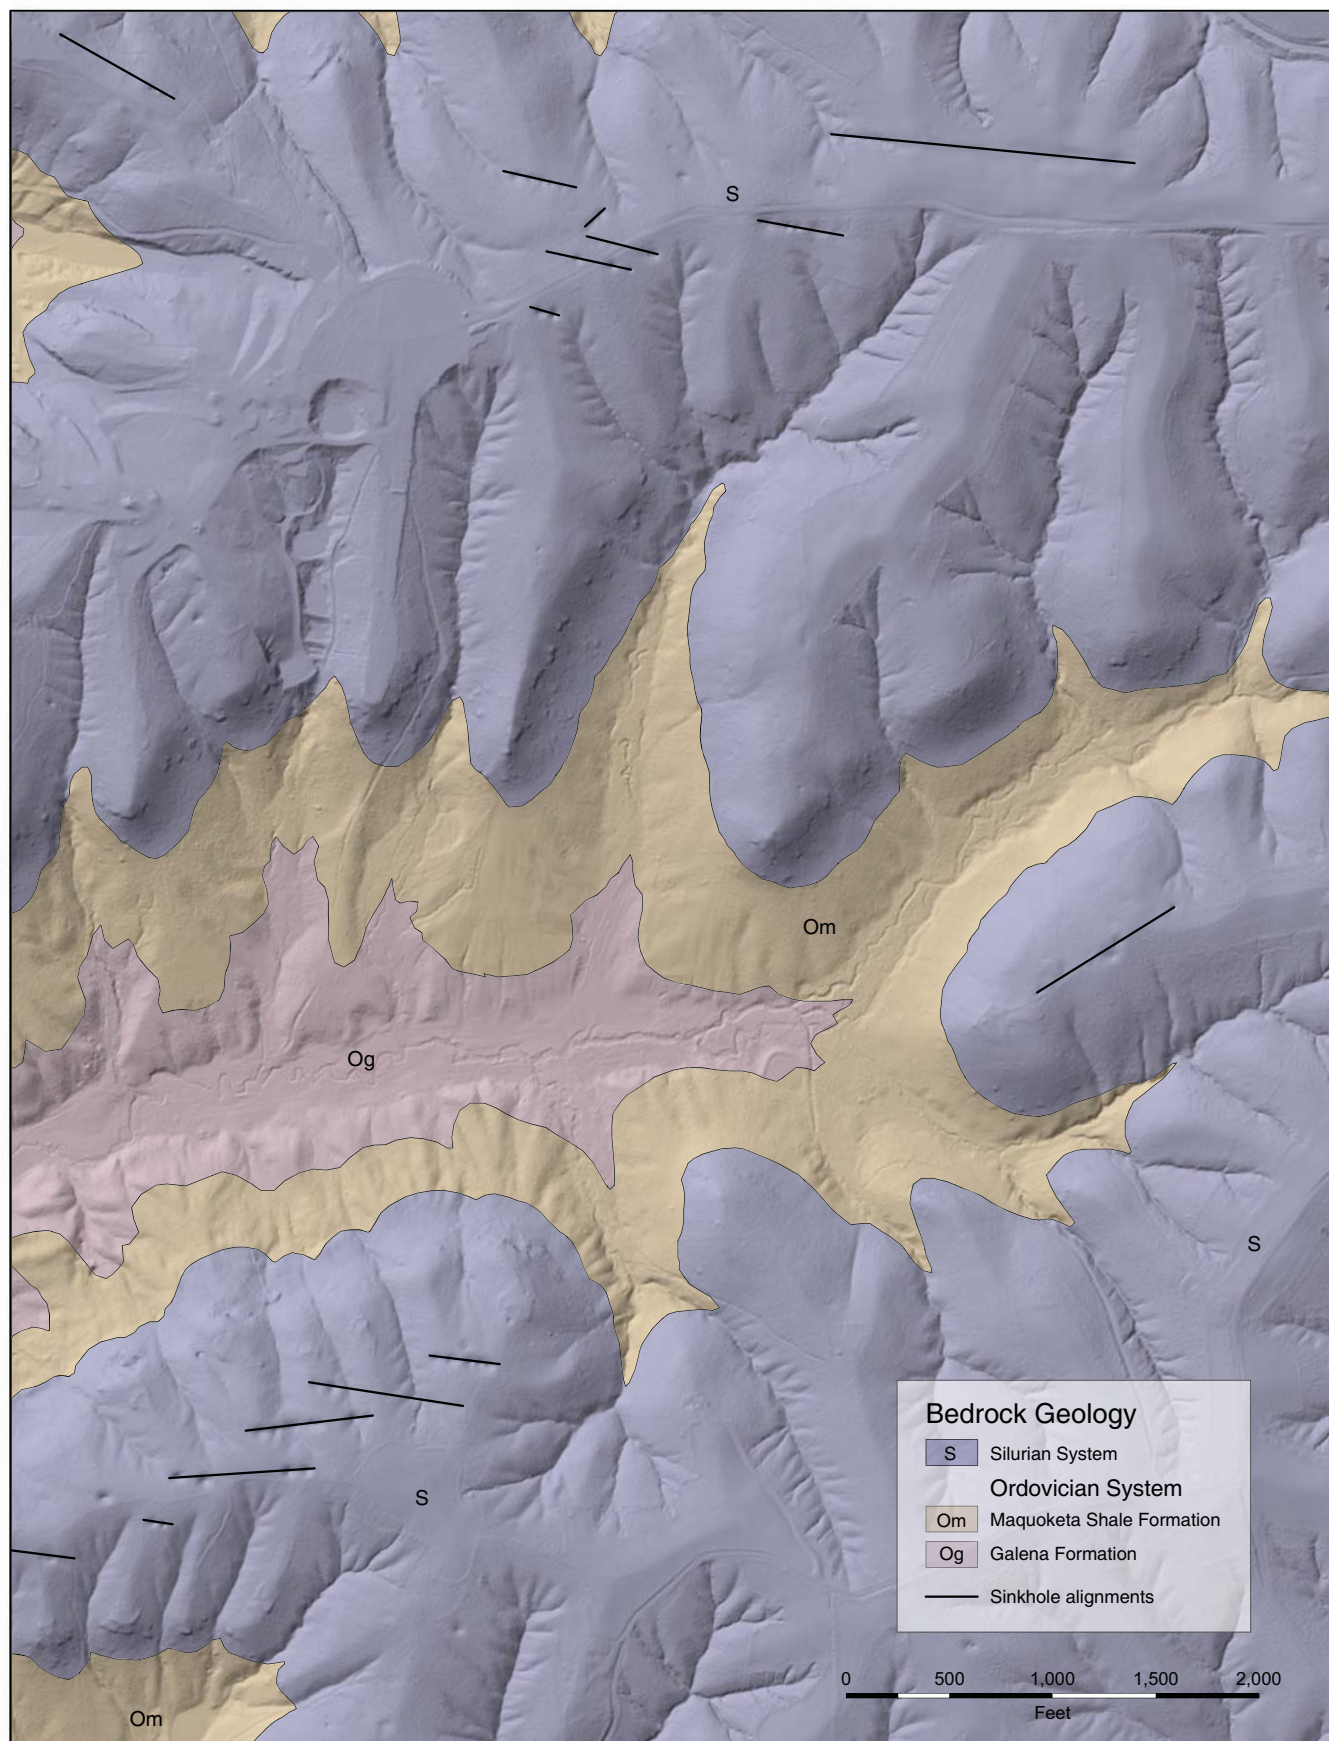 S
Om
Og
S
S
Om
Bedrock Geology
S Silurian System
Ordovician System
Om Maquoketa Shale Formation
Og Galena Formation
Sinkhole alignments
0 500 1,000 1,500 2,000
Feet